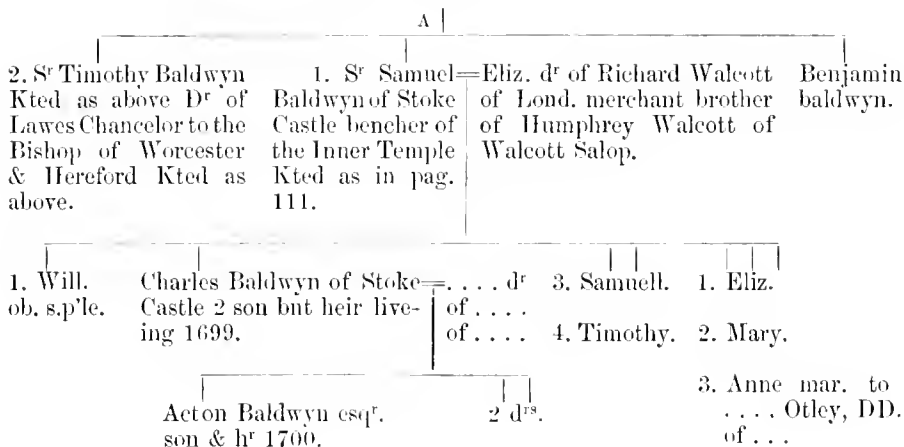 A
2. Sʳ Timothy Baldwyn
Kted as above Dʳ of
Lawes Chancelor to the
Bishop of Worcester
& Hereford Kted as
above.
1. Sʳ Samuel
Baldwyn of Stoke
Castle bencher of
the Inner Temple
Kted as in pag.
111.
=Eliz. dʳ of Richard Walcott
of Lond. merchant brother
of Humphrey Walcott of
Walcott Salop.
Benjamin
baldwyn.
1. Will.
ob. s.p'le.
Charles Baldwyn of Stoke
Castle 2 son but heir live-
ing 1699.
=. . . . dʳ
of . . . .
of . . . .
3. Samuell.
4. Timothy.
1. Eliz.
2. Mary.
3. Anne mar. to
. . . . Otley, DD.
of . . .
Acton Baldwyn esqʳ.
son & hʳ 1700.
2 dʳˢ.